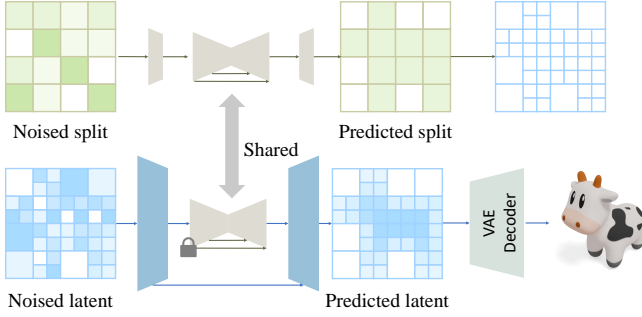 Noised split
Predicted split
Shared
VAE
Decoder
Noised latent
Predicted latent